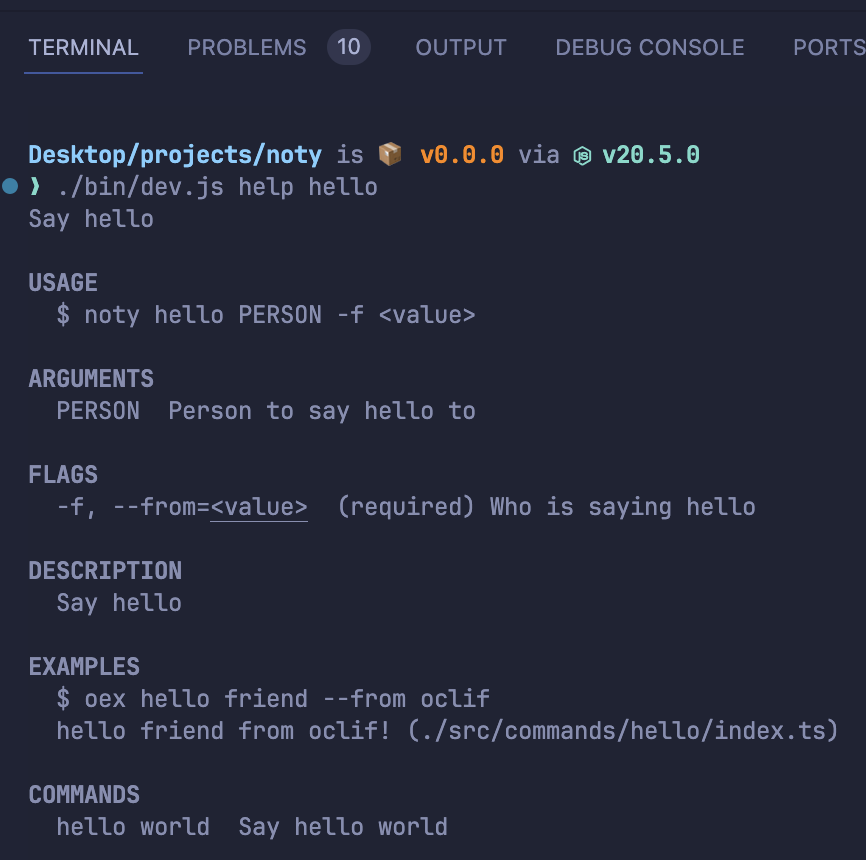 TERMINAL PROBLEMS 10 OUTPUT DEBUG CONSOLE PORTS
Desktop/projects/noty is 📦 v0.0.0 via v20.5.0
❯ ./bin/dev.js help hello
Say hello
USAGE
$ noty hello PERSON -f <value>
ARGUMENTS
PERSON Person to say hello to
FLAGS
-f, --from=<value> (required) Who is saying hello
DESCRIPTION
Say hello
EXAMPLES
$ oex hello friend --from oclif
hello friend from oclif! (./src/commands/hello/index.ts)
COMMANDS
hello world Say hello world